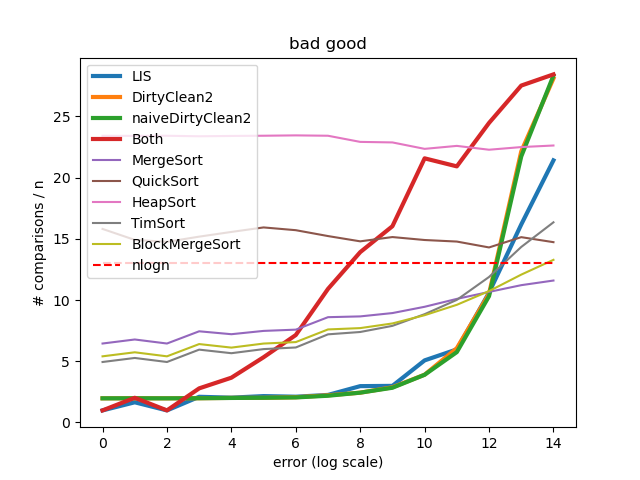 bad good
# comparisons / n
25
20
15
10
5
0
LIS
DirtyClean2
naiveDirtyClean2
Both
MergeSort
QuickSort
HeapSort
TimSort
BlockMergeSort
nlogn
0 2 4 6 8 10 12 14
error (log scale)